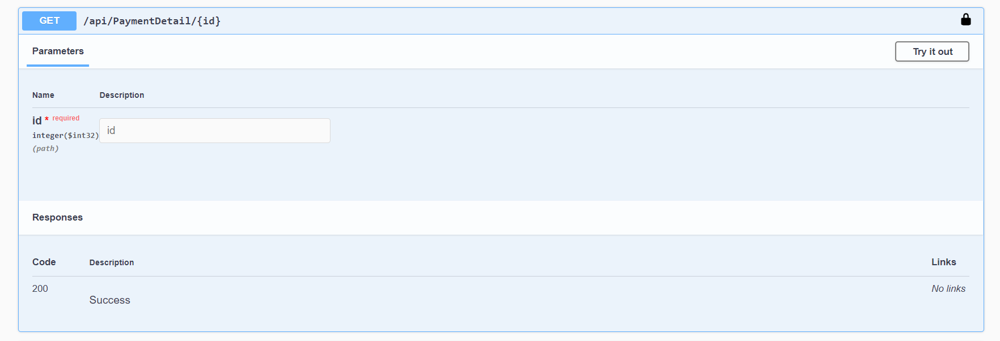 GET /api/PaymentDetail/{id}
Parameters
Try it out
Name Description
id * required
integer($int32)
(path)
id
Responses
Code Description Links
200 Success No links